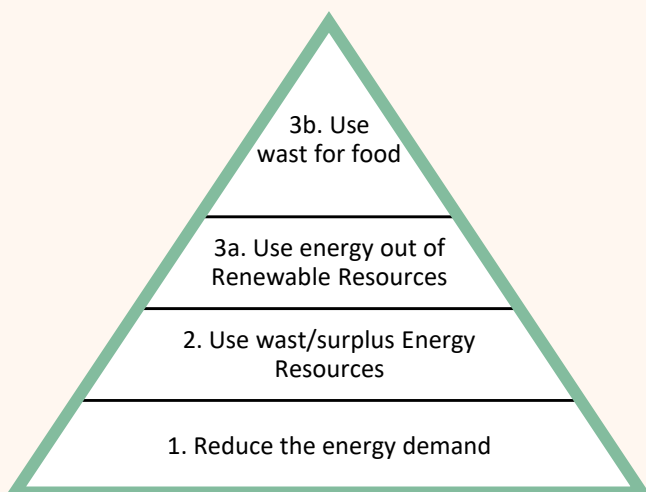 3b. Use
wast for food
3a. Use energy out of
Renewable Resources
2. Use wast/surplus Energy
Resources
1. Reduce the energy demand